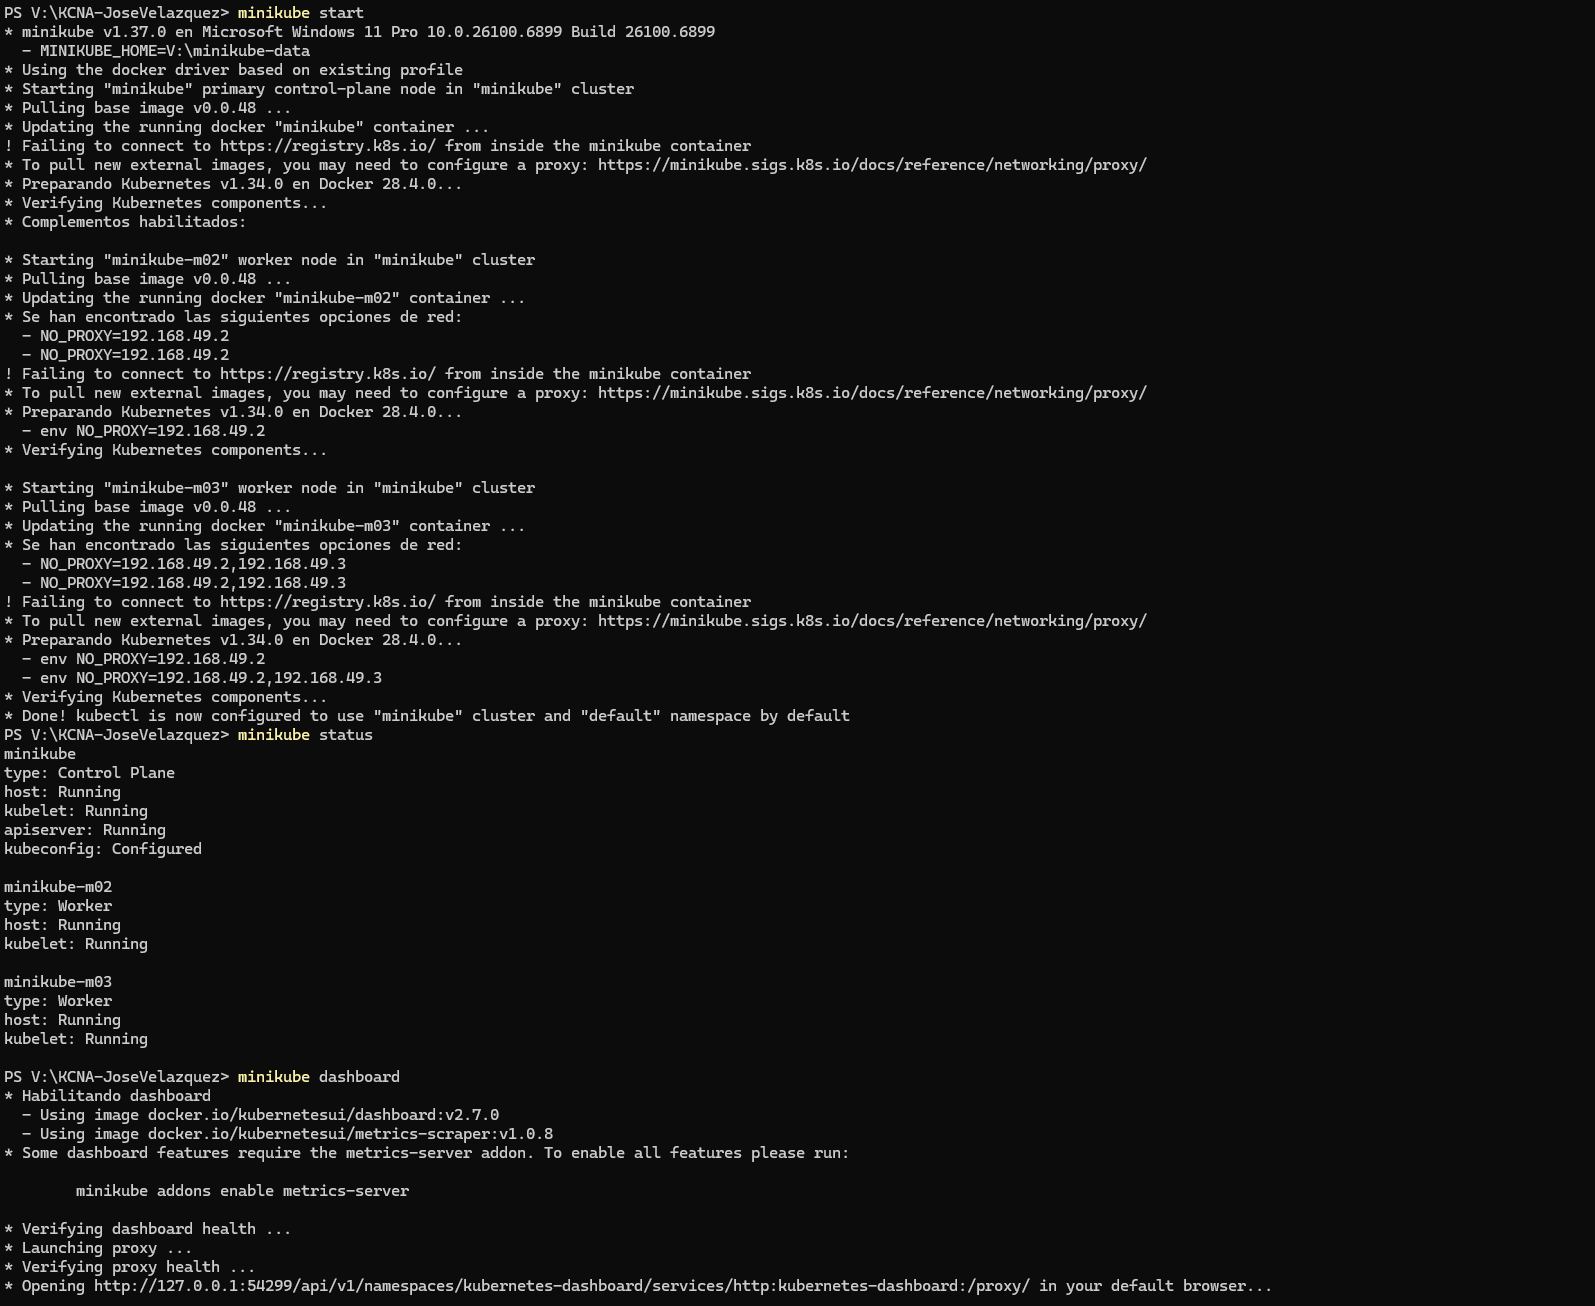 PS V:\KCNA-JoseVelazquez> minikube start
* minikube v1.37.0 en Microsoft Windows 11 Pro 10.0.26100.6899 Build 26100.6899
  - MINIKUBE_HOME=V:\minikube-data
* Using the docker driver based on existing profile
* Starting "minikube" primary control-plane node in "minikube" cluster
* Pulling base image v0.0.48 ...
* Updating the running docker "minikube" container ...
! Failing to connect to https://registry.k8s.io/ from inside the minikube container
* To pull new external images, you may need to configure a proxy: https://minikube.sigs.k8s.io/docs/reference/networking/proxy/
* Preparando Kubernetes v1.34.0 en Docker 28.4.0...
* Verifying Kubernetes components...
* Complementos habilitados:

* Starting "minikube-m02" worker node in "minikube" cluster
* Pulling base image v0.0.48 ...
* Updating the running docker "minikube-m02" container ...
* Se han encontrado las siguientes opciones de red:
  - NO_PROXY=192.168.49.2
  - NO_PROXY=192.168.49.2
! Failing to connect to https://registry.k8s.io/ from inside the minikube container
* To pull new external images, you may need to configure a proxy: https://minikube.sigs.k8s.io/docs/reference/networking/proxy/
* Preparando Kubernetes v1.34.0 en Docker 28.4.0...
  - env NO_PROXY=192.168.49.2
* Verifying Kubernetes components...

* Starting "minikube-m03" worker node in "minikube" cluster
* Pulling base image v0.0.48 ...
* Updating the running docker "minikube-m03" container ...
* Se han encontrado las siguientes opciones de red:
  - NO_PROXY=192.168.49.2,192.168.49.3
  - NO_PROXY=192.168.49.2,192.168.49.3
! Failing to connect to https://registry.k8s.io/ from inside the minikube container
* To pull new external images, you may need to configure a proxy: https://minikube.sigs.k8s.io/docs/reference/networking/proxy/
* Preparando Kubernetes v1.34.0 en Docker 28.4.0...
  - env NO_PROXY=192.168.49.2
  - env NO_PROXY=192.168.49.2,192.168.49.3
* Verifying Kubernetes components...
* Done! kubectl is now configured to use "minikube" cluster and "default" namespace by default
PS V:\KCNA-JoseVelazquez> minikube status
minikube
type: Control Plane
host: Running
kubelet: Running
apiserver: Running
kubeconfig: Configured

minikube-m02
type: Worker
host: Running
kubelet: Running

minikube-m03
type: Worker
host: Running
kubelet: Running

PS V:\KCNA-JoseVelazquez> minikube dashboard
* Habilitando dashboard
  - Using image docker.io/kubernetesui/dashboard:v2.7.0
  - Using image docker.io/kubernetesui/metrics-scraper:v1.0.8
* Some dashboard features require the metrics-server addon. To enable all features please run:

        minikube addons enable metrics-server

* Verifying dashboard health ...
* Launching proxy ...
* Verifying proxy health ...
* Opening http://127.0.0.1:54299/api/v1/namespaces/kubernetes-dashboard/services/http:kubernetes-dashboard:/proxy/ in your default browser...